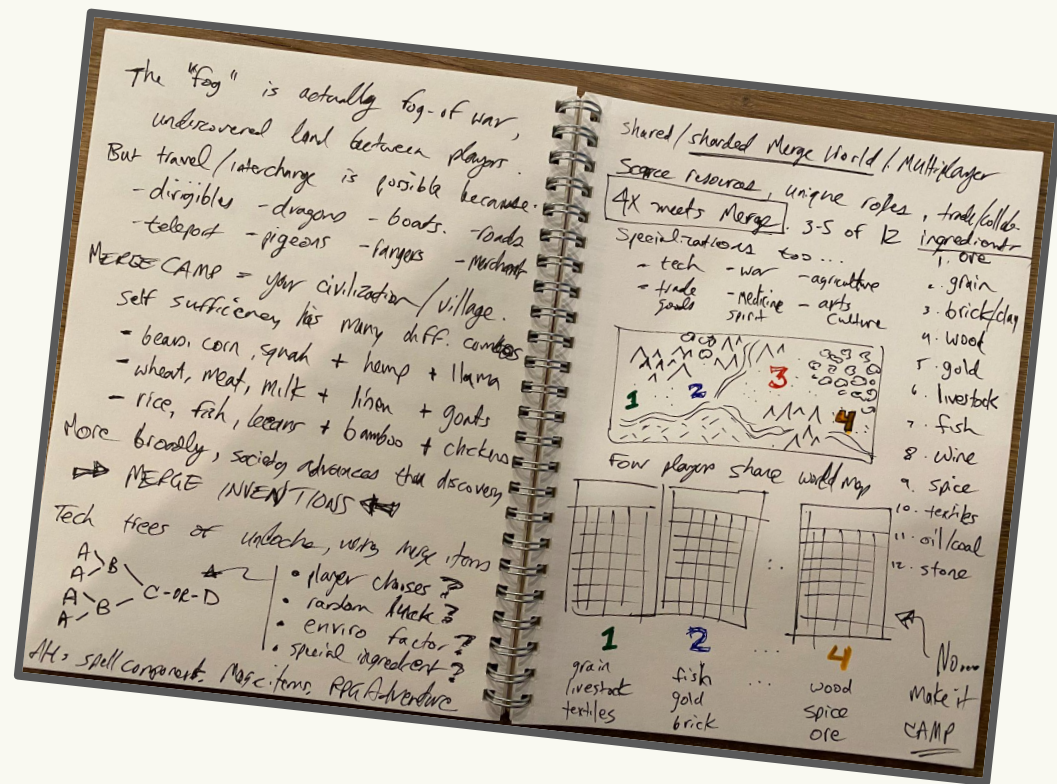 The "fog" is actually fog-of war,
undiscovered land between players.
But travel/interchange is possible because.
- dirigibles - dragons - boats. - roads
- teleport - pigeons - rangers - merchant
MERGE CAMP = your civilization/village.
self sufficiency has many diff. combos
- beans, corn, squah + hemp + llama
- wheat, meat, milk + linen + goats
- rice, fish, + bamboo + chckns
More broadly, society advances thru discovery
⇒ MERGE INVENTIONS ⇐
Tech trees of unlocks, using merge items
A
A B
A B C-OR-D
A
• player chooses?
• random luck?
• enviro factor?
• special ingredient?
Alt: spell component, Magic items, RPG Adventure
shared/sharded Merge World/Multiplayer
Scarce resources, unique roles, trade/collab-
4X meets Merge. 3-5 of 12 ingredients
Specializations too...
- tech - war - agriculture
- trade goods - medicine spirit - arts culture
1. ore
2. grain
3. brick/clay
4. wood
5. gold
6. livestock
7. fish
8. wine
9. spice
10. textiles
11. oil/coal
12. stone
1 2 3 4
Four players share world map
1 2 ... 4
grain
livestock
textiles
fish
gold
brick
...
wood
spice
ore
No...
Make it
CAMP